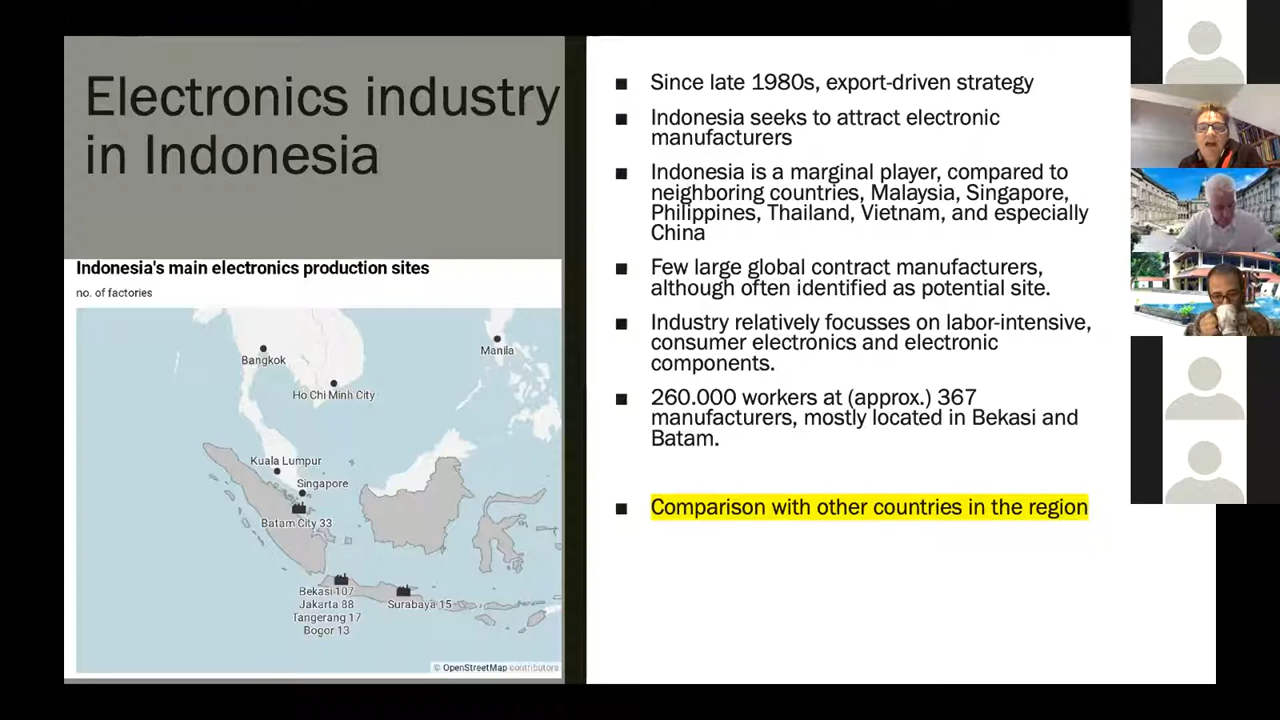 Electronics industry
in Indonesia
Indonesia's main electronics production sites
no. of factories
Bangkok
Manila
Ho Chi Minh City
Kuala Lumpur
Singapore
Batam City 33
Bekasi 107
Jakarta 88
Tangerang 17
Bogor 13
Surabaya 15
© OpenStreetMap contributors
■ Since late 1980s, export-driven strategy
■ Indonesia seeks to attract electronic
manufacturers
■ Indonesia is a marginal player, compared to
neighboring countries, Malaysia, Singapore,
Philippines, Thailand, Vietnam, and especially
China
■ Few large global contract manufacturers,
although often identified as potential site.
■ Industry relatively focusses on labor-intensive,
consumer electronics and electronic
components.
■ 260.000 workers at (approx.) 367
manufacturers, mostly located in Bekasi and
Batam.
■ Comparison with other countries in the region